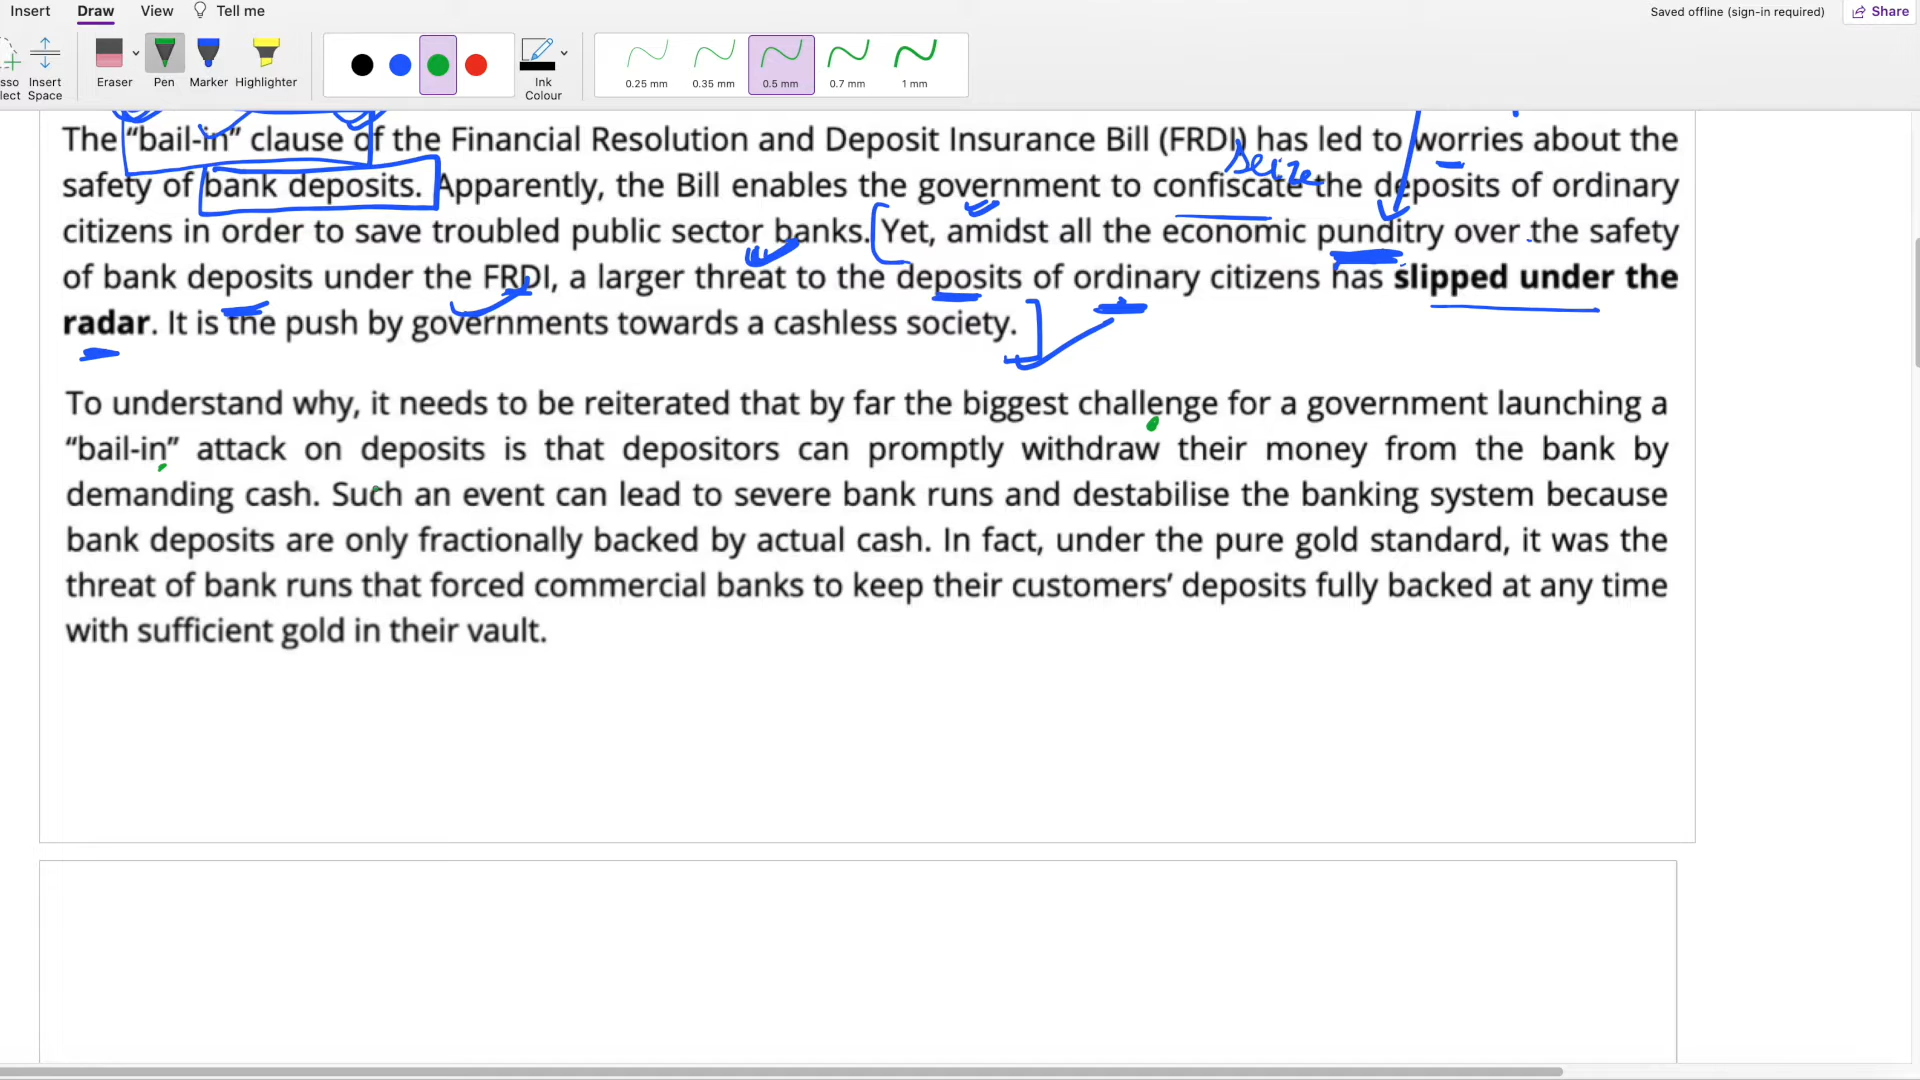 Insert Draw View Tell me Saved offline (sign-in required) Share
Insert Space Eraser Pen Marker Highlighter Ink Colour 0.25 mm 0.35 mm 0.5 mm 0.7 mm 1 mm
The “bail-in” clause of the Financial Resolution and Deposit Insurance Bill (FRDI) has led to worries about the
seize
safety of bank deposits. Apparently, the Bill enables the government to confiscate the deposits of ordinary
citizens in order to save troubled public sector banks. Yet, amidst all the economic punditry over the safety
of bank deposits under the FRDI, a larger threat to the deposits of ordinary citizens has slipped under the
radar. It is the push by governments towards a cashless society.
To understand why, it needs to be reiterated that by far the biggest challenge for a government launching a
“bail-in” attack on deposits is that depositors can promptly withdraw their money from the bank by
demanding cash. Such an event can lead to severe bank runs and destabilise the banking system because
bank deposits are only fractionally backed by actual cash. In fact, under the pure gold standard, it was the
threat of bank runs that forced commercial banks to keep their customers’ deposits fully backed at any time
with sufficient gold in their vault.